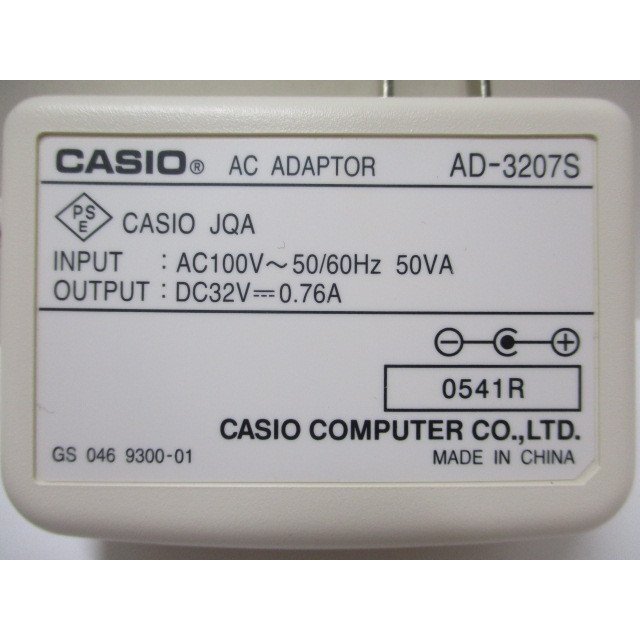 CASIO® AC ADAPTOR AD-3207S
PSE CASIO JQA
INPUT : AC100V～50/60Hz 50VA
OUTPUT : DC32V⎓0.76A
0541R
CASIO COMPUTER CO.,LTD.
GS 046 9300-01 MADE IN CHINA